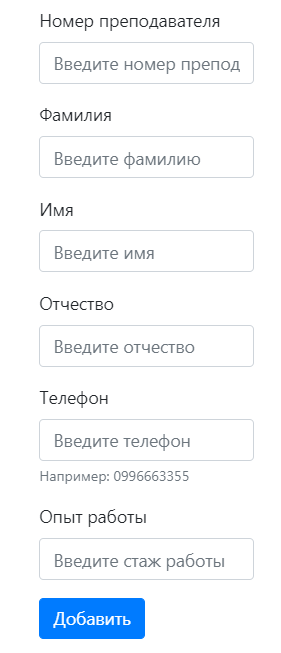 Номер преподавателя
Введите номер препод
Фамилия
Введите фамилию
Имя
Введите имя
Отчество
Введите отчество
Телефон
Введите телефон
Например: 0996663355
Опыт работы
Введите стаж работы
Добавить